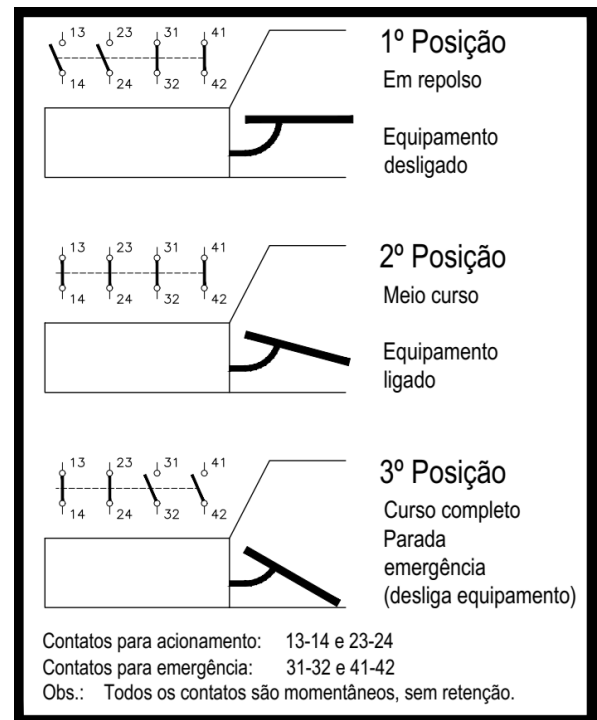 13 23 31 41
14 24 32 42
1º Posição
Em repolso
Equipamento
desligado
13 23 31 41
14 24 32 42
2º Posição
Meio curso
Equipamento
ligado
13 23 31 41
14 24 32 42
3º Posição
Curso completo
Parada
emergência
(desliga equipamento)
Contatos para acionamento: 13-14 e 23-24
Contatos para emergência: 31-32 e 41-42
Obs.: Todos os contatos são momentâneos, sem retenção.